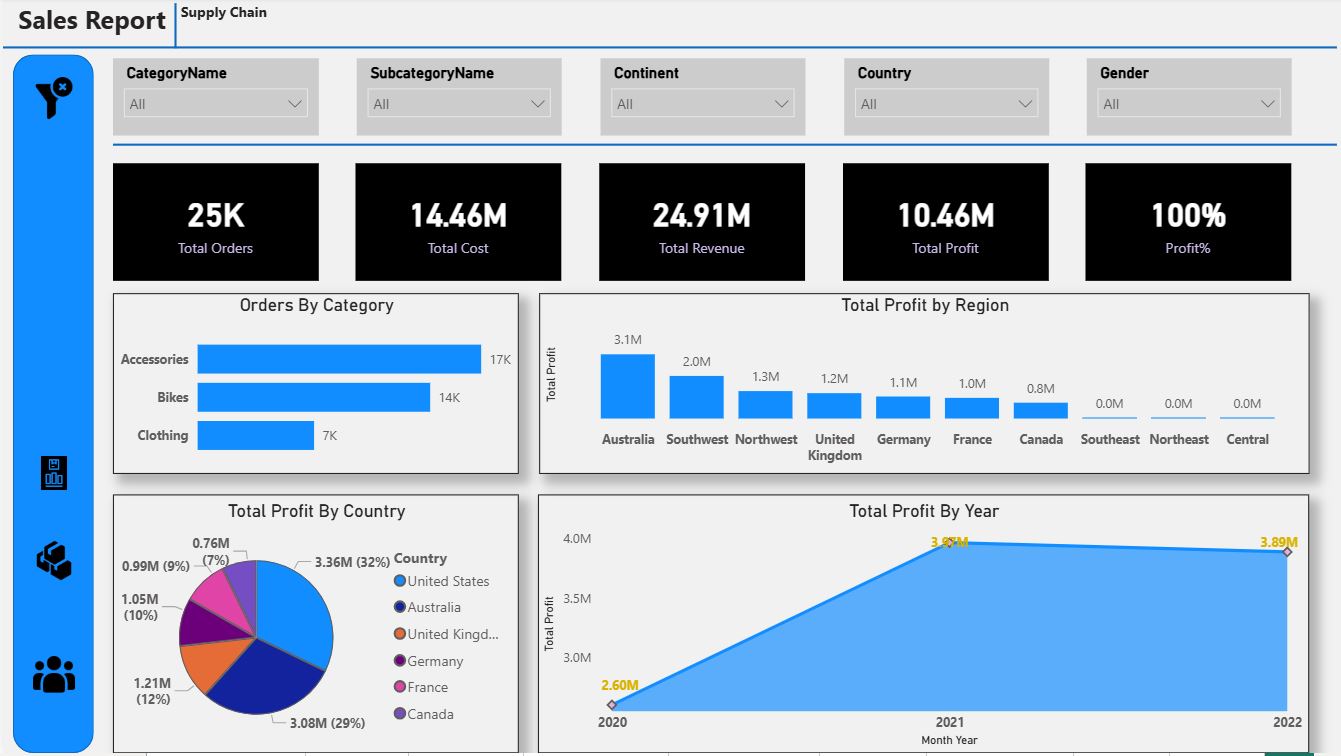 Sales Report
Supply Chain
CategoryName
All
SubcategoryName
All
Continent
All
Country
All
Gender
All
25K
Total Orders
14.46M
Total Cost
24.91M
Total Revenue
10.46M
Total Profit
100%
Profit%
Orders By Category
Accessories 17K
Bikes 14K
Clothing 7K
Total Profit by Region
Total Profit
3.1M 2.0M 1.3M 1.2M 1.1M 1.0M 0.8M 0.0M 0.0M 0.0M
Australia Southwest Northwest United Germany France Canada Southeast Northeast Central
Kingdom
Total Profit By Country
0.76M
(7%)
3.36M (32%)
0.99M (9%)
1.05M
(10%)
1.21M
(12%)
3.08M (29%)
Country
United States
Australia
United Kingd...
Germany
France
Canada
Total Profit By Year
Total Profit
4.0M
3.5M
3.0M
2.60M
3.97M
3.89M
2020 2021 2022
Month Year